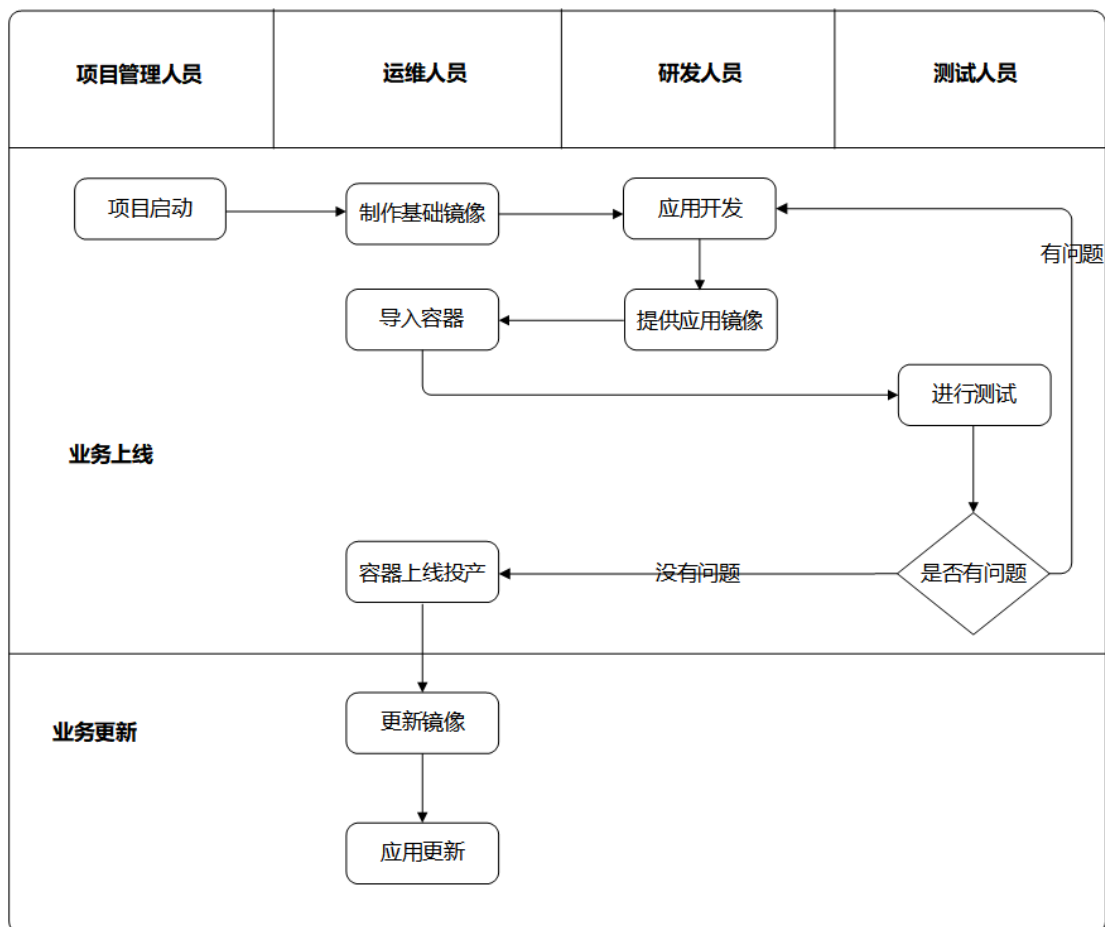 项目管理人员
运维人员
研发人员
测试人员
项目启动
制作基础镜像
应用开发
有问题
导入容器
提供应用镜像
进行测试
业务上线
容器上线投产
没有问题
是否有问题
更新镜像
业务更新
应用更新